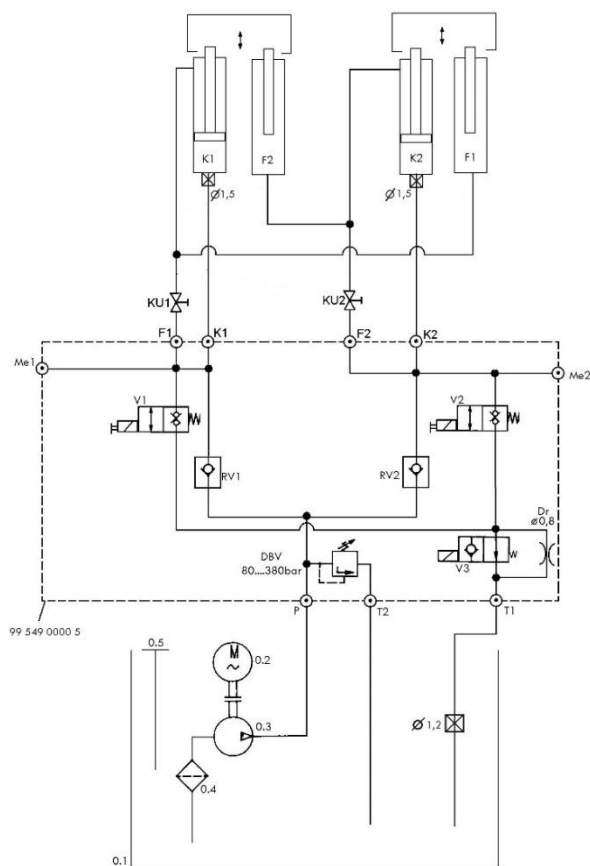 K1
F2
K2
F1
Ø1,5
Ø1,5
KU1
KU2
F1
K1
F2
K2
Me1
Me2
V1
V2
RV1
RV2
Dr
ø0,8
DBV
80....380bar
V3
P
T2
T1
99 549 0000 5
0.5
M
~
0.2
0.3
Ø1,2
0.4
0.1